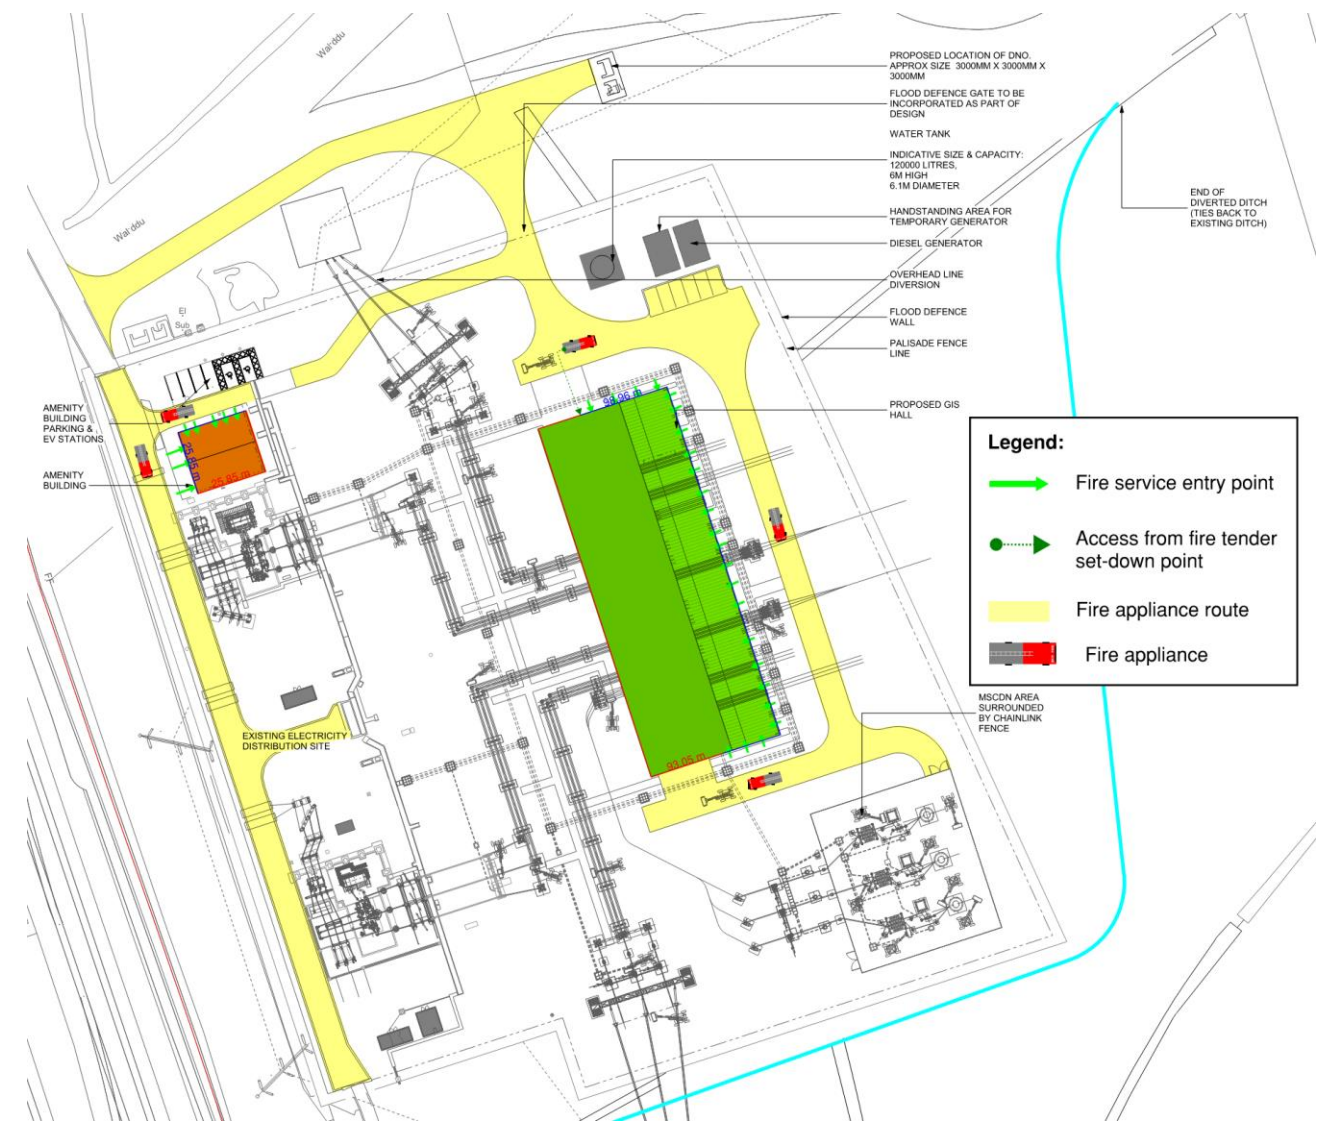 Wal'ddu
Wal'ddu
El
Sub
PROPOSED LOCATION OF DNO.
APPROX SIZE 3000MM X 3000MM X
3000MM
FLOOD DEFENCE GATE TO BE
INCORPORATED AS PART OF
DESIGN
WATER TANK
INDICATIVE SIZE & CAPACITY:
120000 LITRES,
6M HIGH
6.1M DIAMETER
HANDSTANDING AREA FOR
TEMPORARY GENERATOR
DIESEL GENERATOR
OVERHEAD LINE
DIVERSION
FLOOD DEFENCE
WALL
PALISADE FENCE
LINE
PROPOSED GIS
HALL
END OF
DIVERTED DITCH
(TIES BACK TO
EXISTING DITCH)
AMENITY
BUILDING
PARKING &
EV STATIONS
AMENITY
BUILDING
25.85 m
25.85 m
98.96 m
93.05 m
EXISTING ELECTRICITY
DISTRIBUTION SITE
MSCDN AREA
SURROUNDED
BY CHAINLINK
FENCE
Legend:
Fire service entry point
Access from fire tender
set-down point
Fire appliance route
Fire appliance